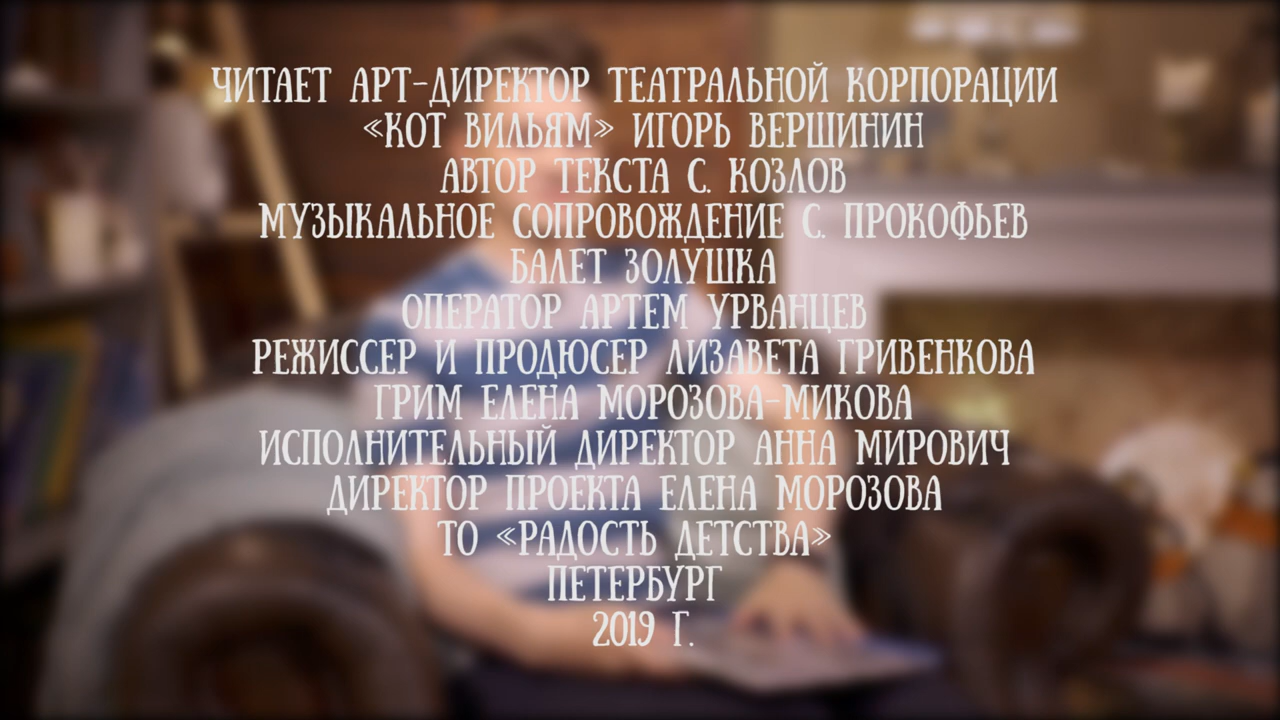 ЧИТАЕТ АРТ-ДИРЕКТОР ТЕАТРАЛЬНОЙ КОРПОРАЦИИ
«КОТ ВИЛЬЯМ» ИГОРЬ ВЕРШИНИН
АВТОР ТЕКСТА С. КОЗЛОВ
МУЗЫКАЛЬНОЕ СОПРОВОЖДЕНИЕ С. ПРОКОФЬЕВ
БАЛЕТ ЗОЛУШКА
ОПЕРАТОР АРТЕМ УРВАНЦЕВ
РЕЖИССЕР И ПРОДЮСЕР ЛИЗАВЕТА ГРИВЕНКОВА
ГРИМ ЕЛЕНА МОРОЗОВА-МИКОВА
ИСПОЛНИТЕЛЬНЫЙ ДИРЕКТОР АННА МИРОВИЧ
ДИРЕКТОР ПРОЕКТА ЕЛЕНА МОРОЗОВА
ТО «РАДОСТЬ ДЕТСТВА»
ПЕТЕРБУРГ
2019 Г.